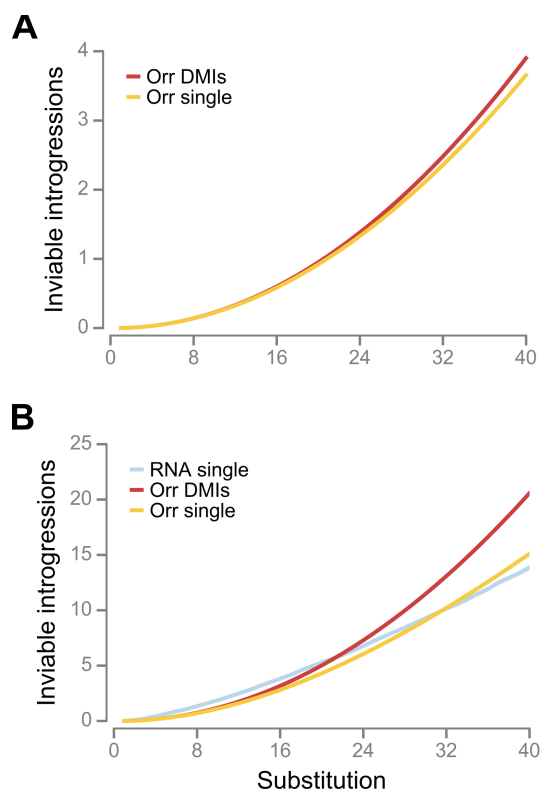 A
Inviable introgressions
4
3
2
1
0
Orr DMIs
Orr single
0 8 16 24 32 40
B
Inviable introgressions
25
20
15
10
5
0
RNA single
Orr DMIs
Orr single
0 8 16 24 32 40
Substitution